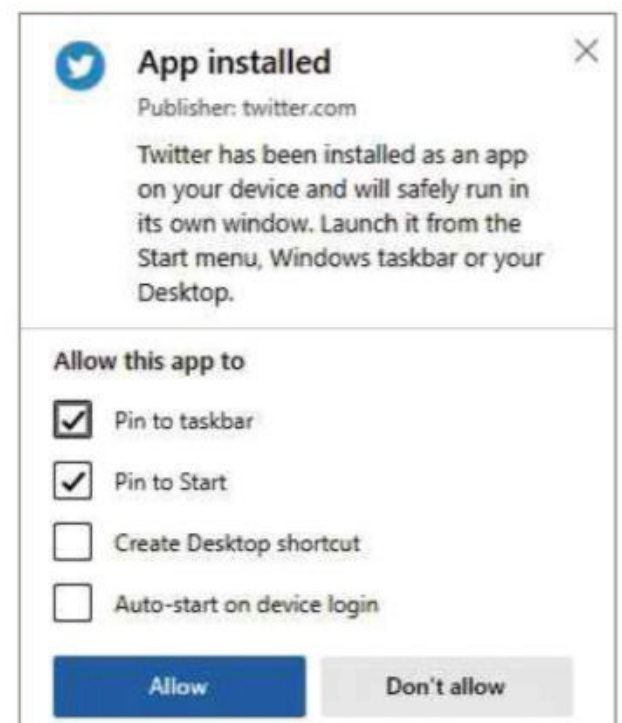 App installed
Publisher: twitter.com
Twitter has been installed as an app
on your device and will safely run in
its own window. Launch it from the
Start menu, Windows taskbar or your
Desktop.
Allow this app to
Pin to taskbar
Pin to Start
Create Desktop shortcut
Auto-start on device login
Allow
Don't allow